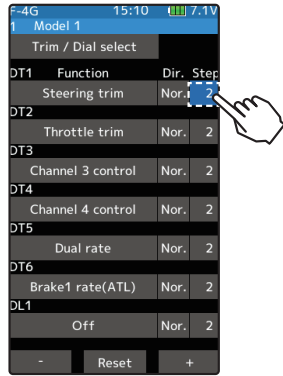 F-4G 15:10 7.1V
1 Model 1
Trim / Dial select
DT1 Function Dir. Step
Steering trim Nor. 2
DT2
Throttle trim Nor. 2
DT3
Channel 3 control Nor. 2
DT4
Channel 4 control Nor. 2
DT5
Dual rate Nor. 2
DT6
Brake1 rate(ATL) Nor. 2
DL1
Off Nor. 2
- Reset +